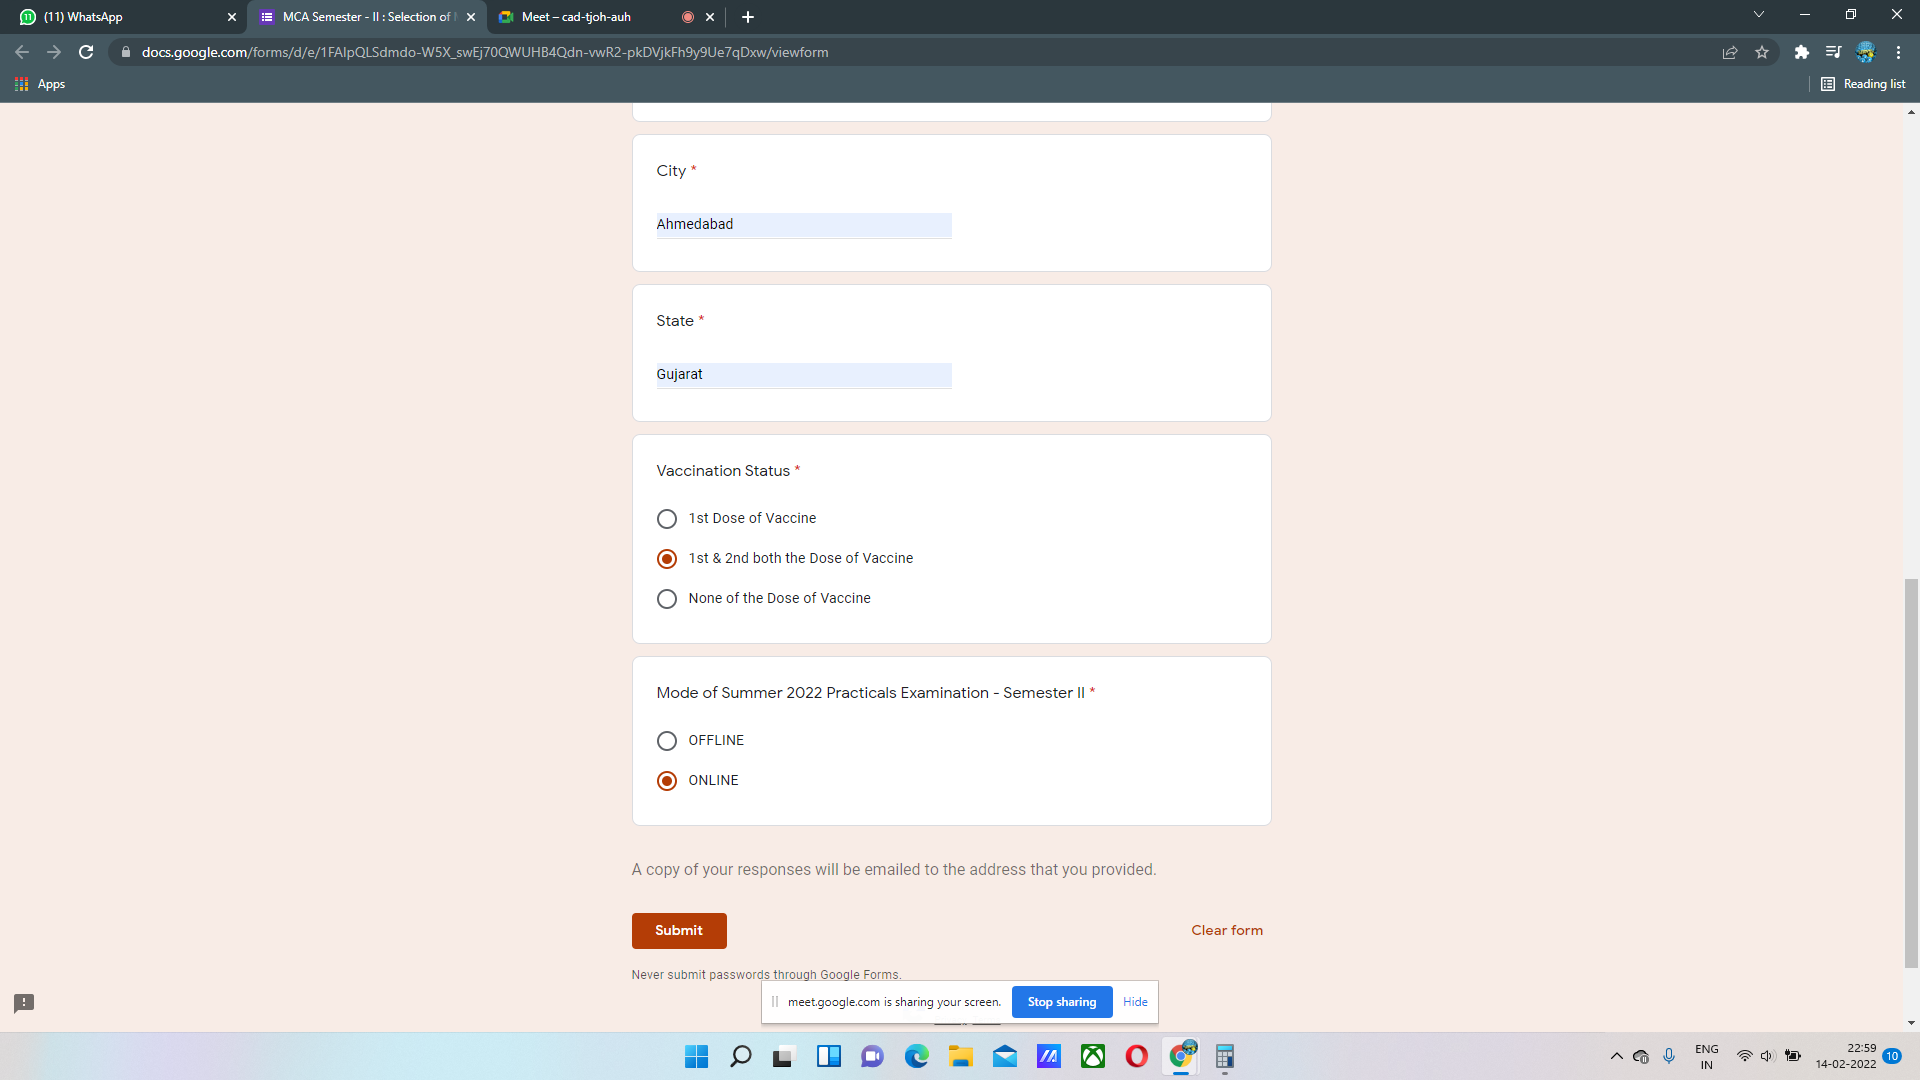 (11) WhatsApp
MCA Semester - II : Selection of
Meet – cad-tjoh-auh
docs.google.com/forms/d/e/1FAIpQLSdmdo-W5X_swEj70QWUHB4Qdn-vwR2-pkDVjkFh9y9Ue7qDxw/viewform
Apps
Reading list
City *
Ahmedabad
State *
Gujarat
Vaccination Status *
1st Dose of Vaccine
1st & 2nd both the Dose of Vaccine
None of the Dose of Vaccine
Mode of Summer 2022 Practicals Examination - Semester II *
OFFLINE
ONLINE
A copy of your responses will be emailed to the address that you provided.
Submit
Clear form
Never submit passwords through Google Forms.
meet.google.com is sharing your screen.
Stop sharing
Hide
ENG
IN
22:59
14-02-2022
10